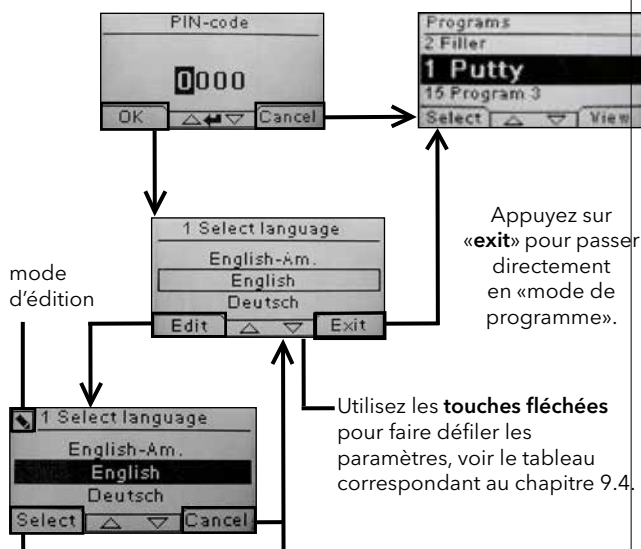 PIN-code
0000
OK
Cancel
Programs
2 Filler
1 Putty
15 Program 3
Select
View
1 Select language
English-Am.
English
Deutsch
Edit
Exit
Appuyez sur
«exit» pour passer
directement
en «mode de
programme».
mode
d'édition
1 Select language
English-Am.
English
Deutsch
Select
Cancel
Utilisez les touches fléchées
pour faire défiler les
paramètres, voir le tableau
correspondant au chapitre 9.4.